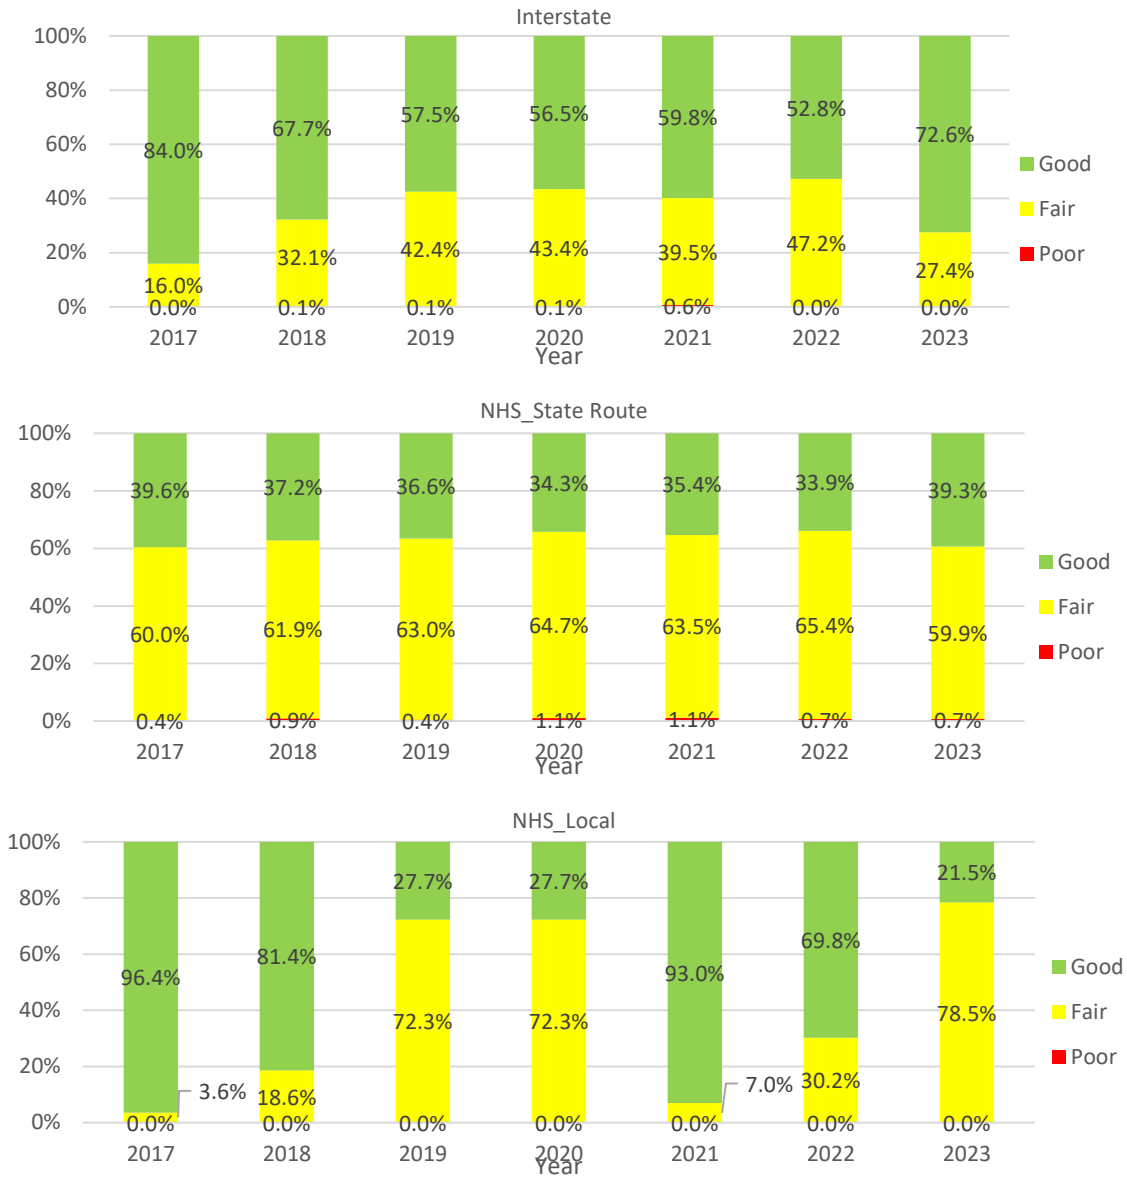 Interstate
100%
80%
60%
40%
20%
0%
84.0% 67.7% 57.5% 56.5% 59.8% 52.8% 72.6%
16.0% 32.1% 42.4% 43.4% 39.5% 47.2% 27.4%
0.0% 0.1% 0.1% 0.1% 0.6% 0.0% 0.0%
2017 2018 2019 2020 2021 2022 2023
Year
Good
Fair
Poor
NHS_State Route
100%
80%
60%
40%
20%
0%
39.6% 37.2% 36.6% 34.3% 35.4% 33.9% 39.3%
60.0% 61.9% 63.0% 64.7% 63.5% 65.4% 59.9%
0.4% 0.9% 0.4% 1.1% 1.1% 0.7% 0.7%
2017 2018 2019 2020 2021 2022 2023
Year
Good
Fair
Poor
NHS_Local
100%
80%
60%
40%
20%
0%
96.4% 81.4% 27.7% 27.7% 93.0% 69.8% 21.5%
3.6% 18.6% 72.3% 72.3% 7.0% 30.2% 78.5%
0.0% 0.0% 0.0% 0.0% 0.0% 0.0% 0.0%
2017 2018 2019 2020 2021 2022 2023
Year
Good
Fair
Poor